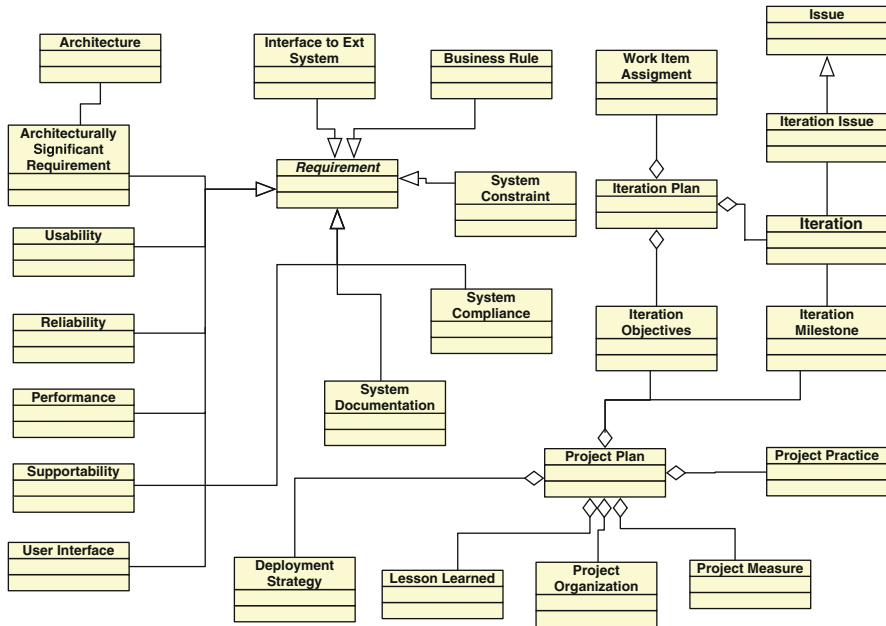 Issue
Architecture
Interface to Ext
System
Business Rule
Work Item
Assigment
Iteration Issue
Architecturally
Significant
Requirement
Requirement
System
Constraint
Iteration Plan
Iteration
Usability
System
Compliance
Iteration
Objectives
Iteration
Milestone
Reliability
Performance
System
Documentation
Supportability
Project Plan
Project Practice
User Interface
Deployment
Strategy
Lesson Learned
Project
Organization
Project Measure